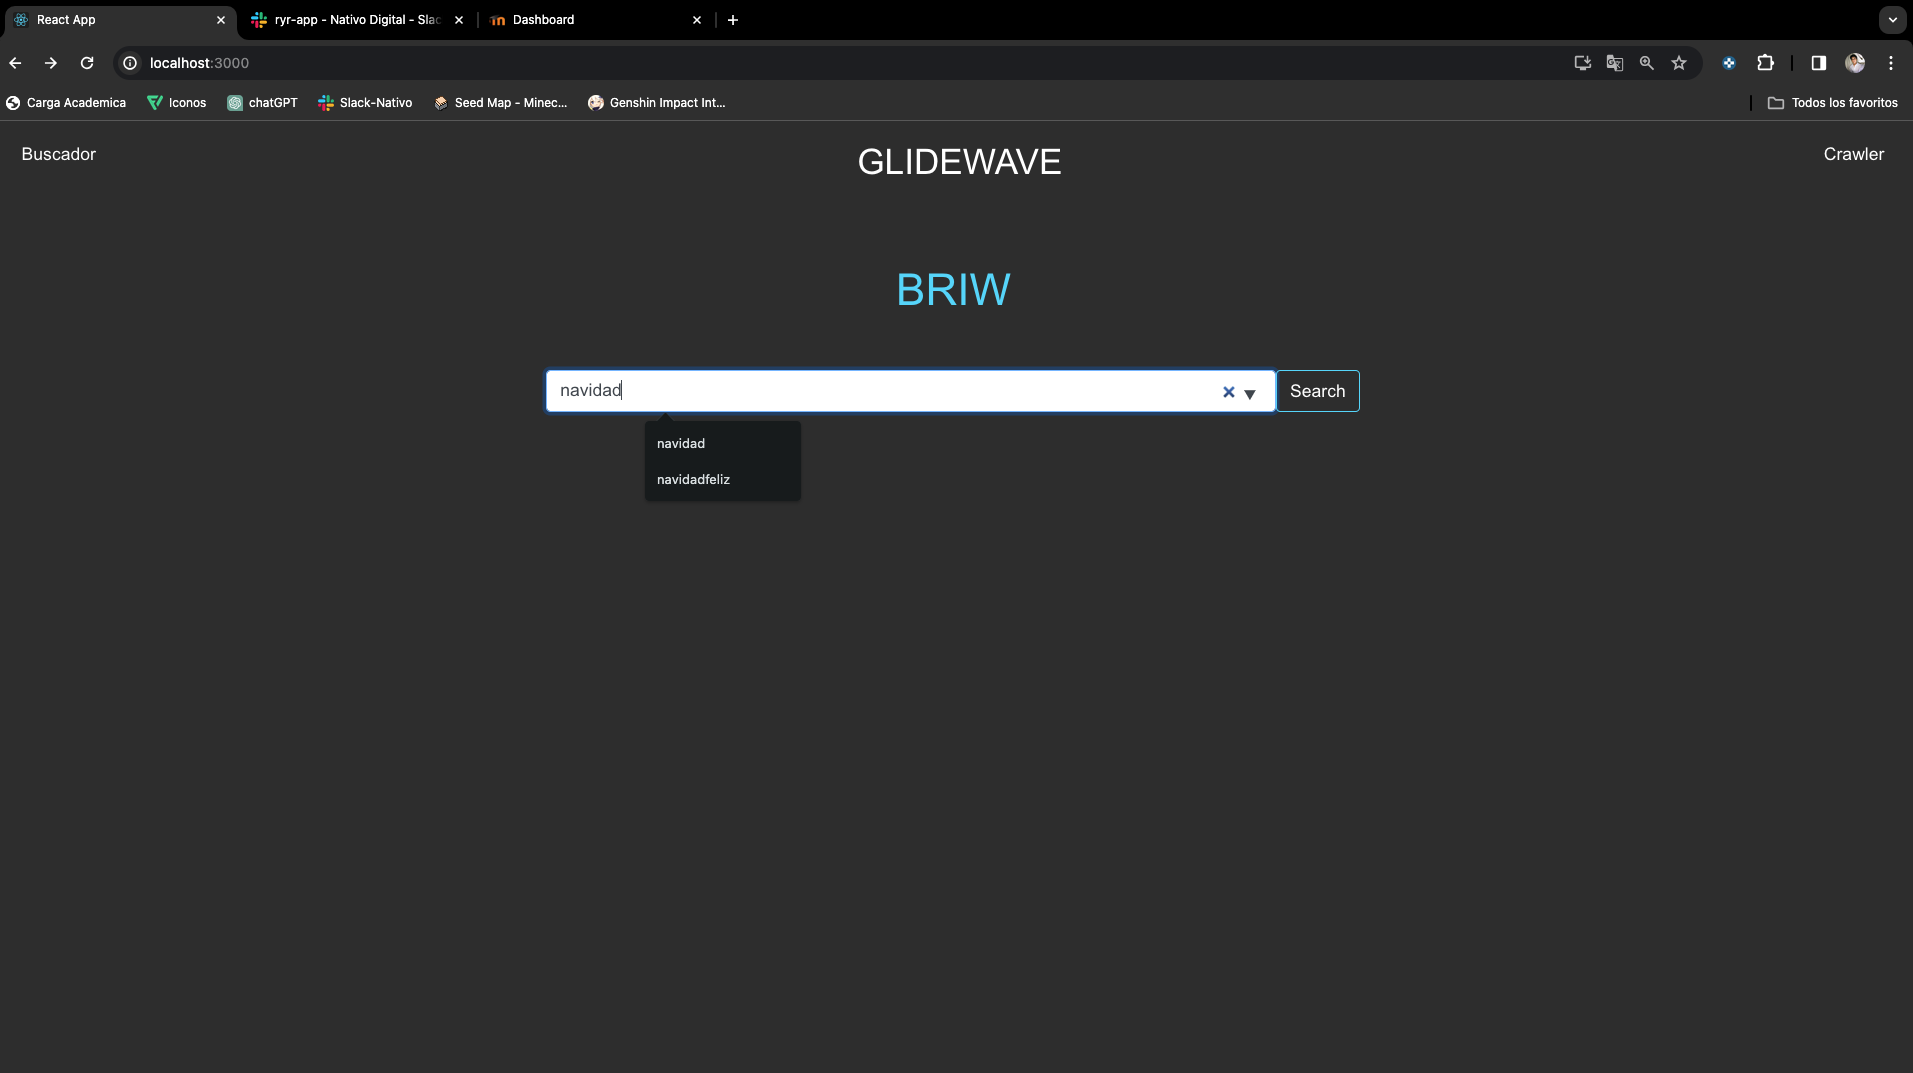 React App
ryr-app - Nativo Digital - Slac
Dashboard
localhost:3000
Carga Academica
Iconos
chatGPT
Slack-Nativo
Seed Map - Minec...
Genshin Impact Int...
Todos los favoritos
Buscador
GLIDEWAVE
Crawler
BRIW
navidad
Search
navidad
navidadfeliz